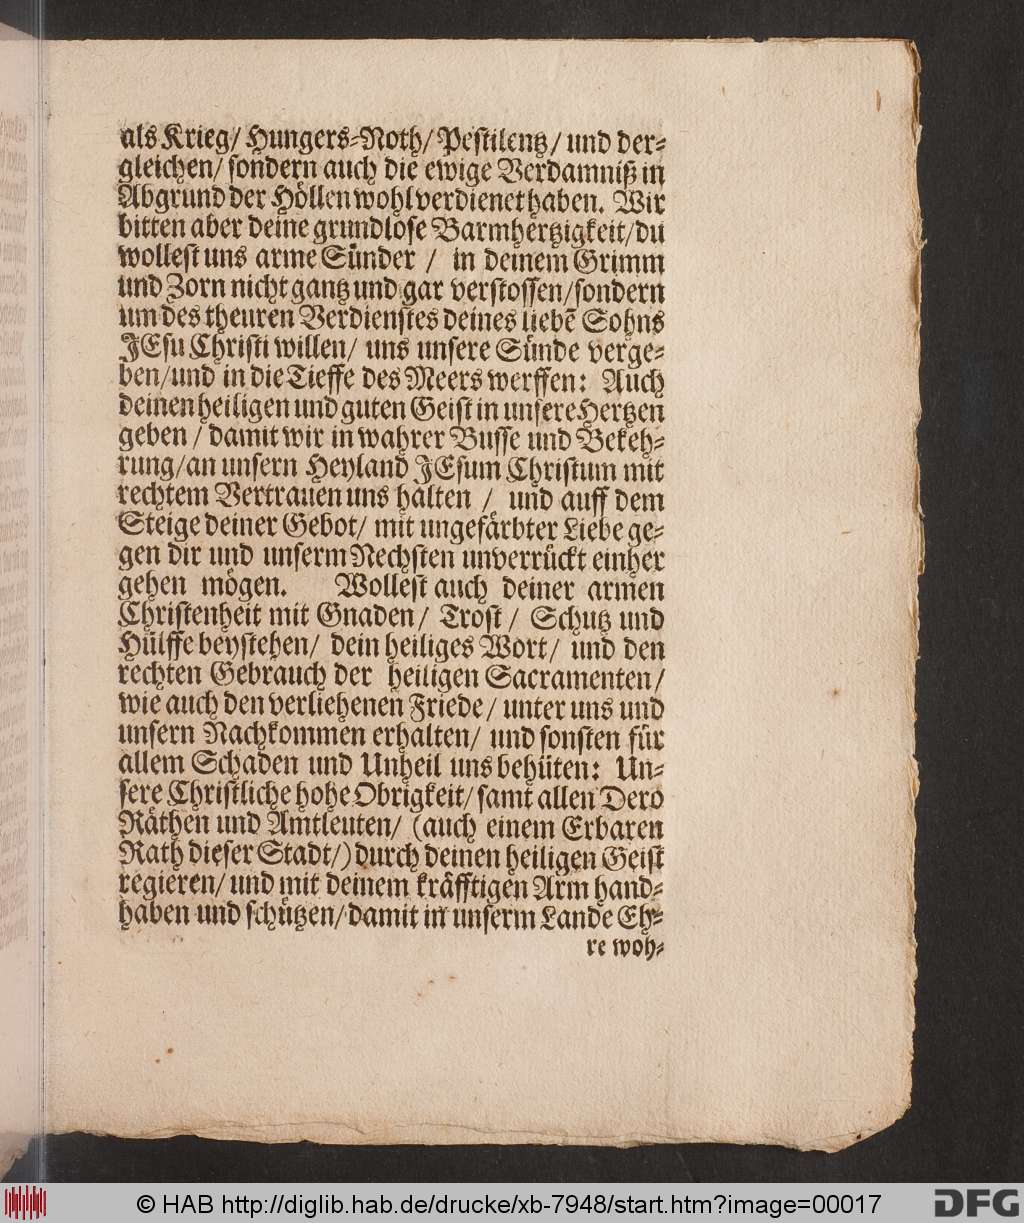 als Krieg/ Hungers-Noth/ Pestilentz/ und der-
gleichen/ sondern auch die ewige Verdamniß in
Abgrund der Höllen wohl verdienet haben. Wir
bitten aber deine grundlose Barmhertzigkeit/ du
wollest uns arme Sünder / in deinem Grimm
und Zorn nicht gantz und gar verstossen/ sondern
um des theuren Verdienstes deines liebē Sohns
JEsu Christi willen/ uns unsere Sünde verge-
ben/ und in die Tieffe des Meers werffen: Auch
deinen heiligen und guten Geist in unsere Hertzen
geben / damit wir in wahrer Busse und Bekeh-
rung/ an unsern Heyland JEsum Christum mit
rechtem Vertrauen uns halten / und auff dem
Steige deiner Gebot/ mit ungefärbter Liebe ge-
gen dir und unserm Nechsten unverrückt einher
gehen mögen. Wollest auch deiner armen
Christenheit mit Gnaden/ Trost/ Schutz und
Hülffe beystehen/ dein heiliges Wort/ und den
rechten Gebrauch der heiligen Sacramenten/
wie auch den verliehenen Friede/ unter uns und
unsern Nachkommen erhalten/ und sonsten für
allem Schaden und Unheil uns behüten: Un-
sere Christliche hohe Obrigkeit/ samt allen Dero
Räthen und Amtleuten/ (auch einem Erbaren
Rath dieser Stadt/) durch deinen heiligen Geist
regieren/ und mit deinem kräfftigen Arm hand-
haben und schützen/ damit in unserm Lande Eh-
re woh-
© HAB http://diglib.hab.de/drucke/xb-7948/start.htm?image=00017
DFG